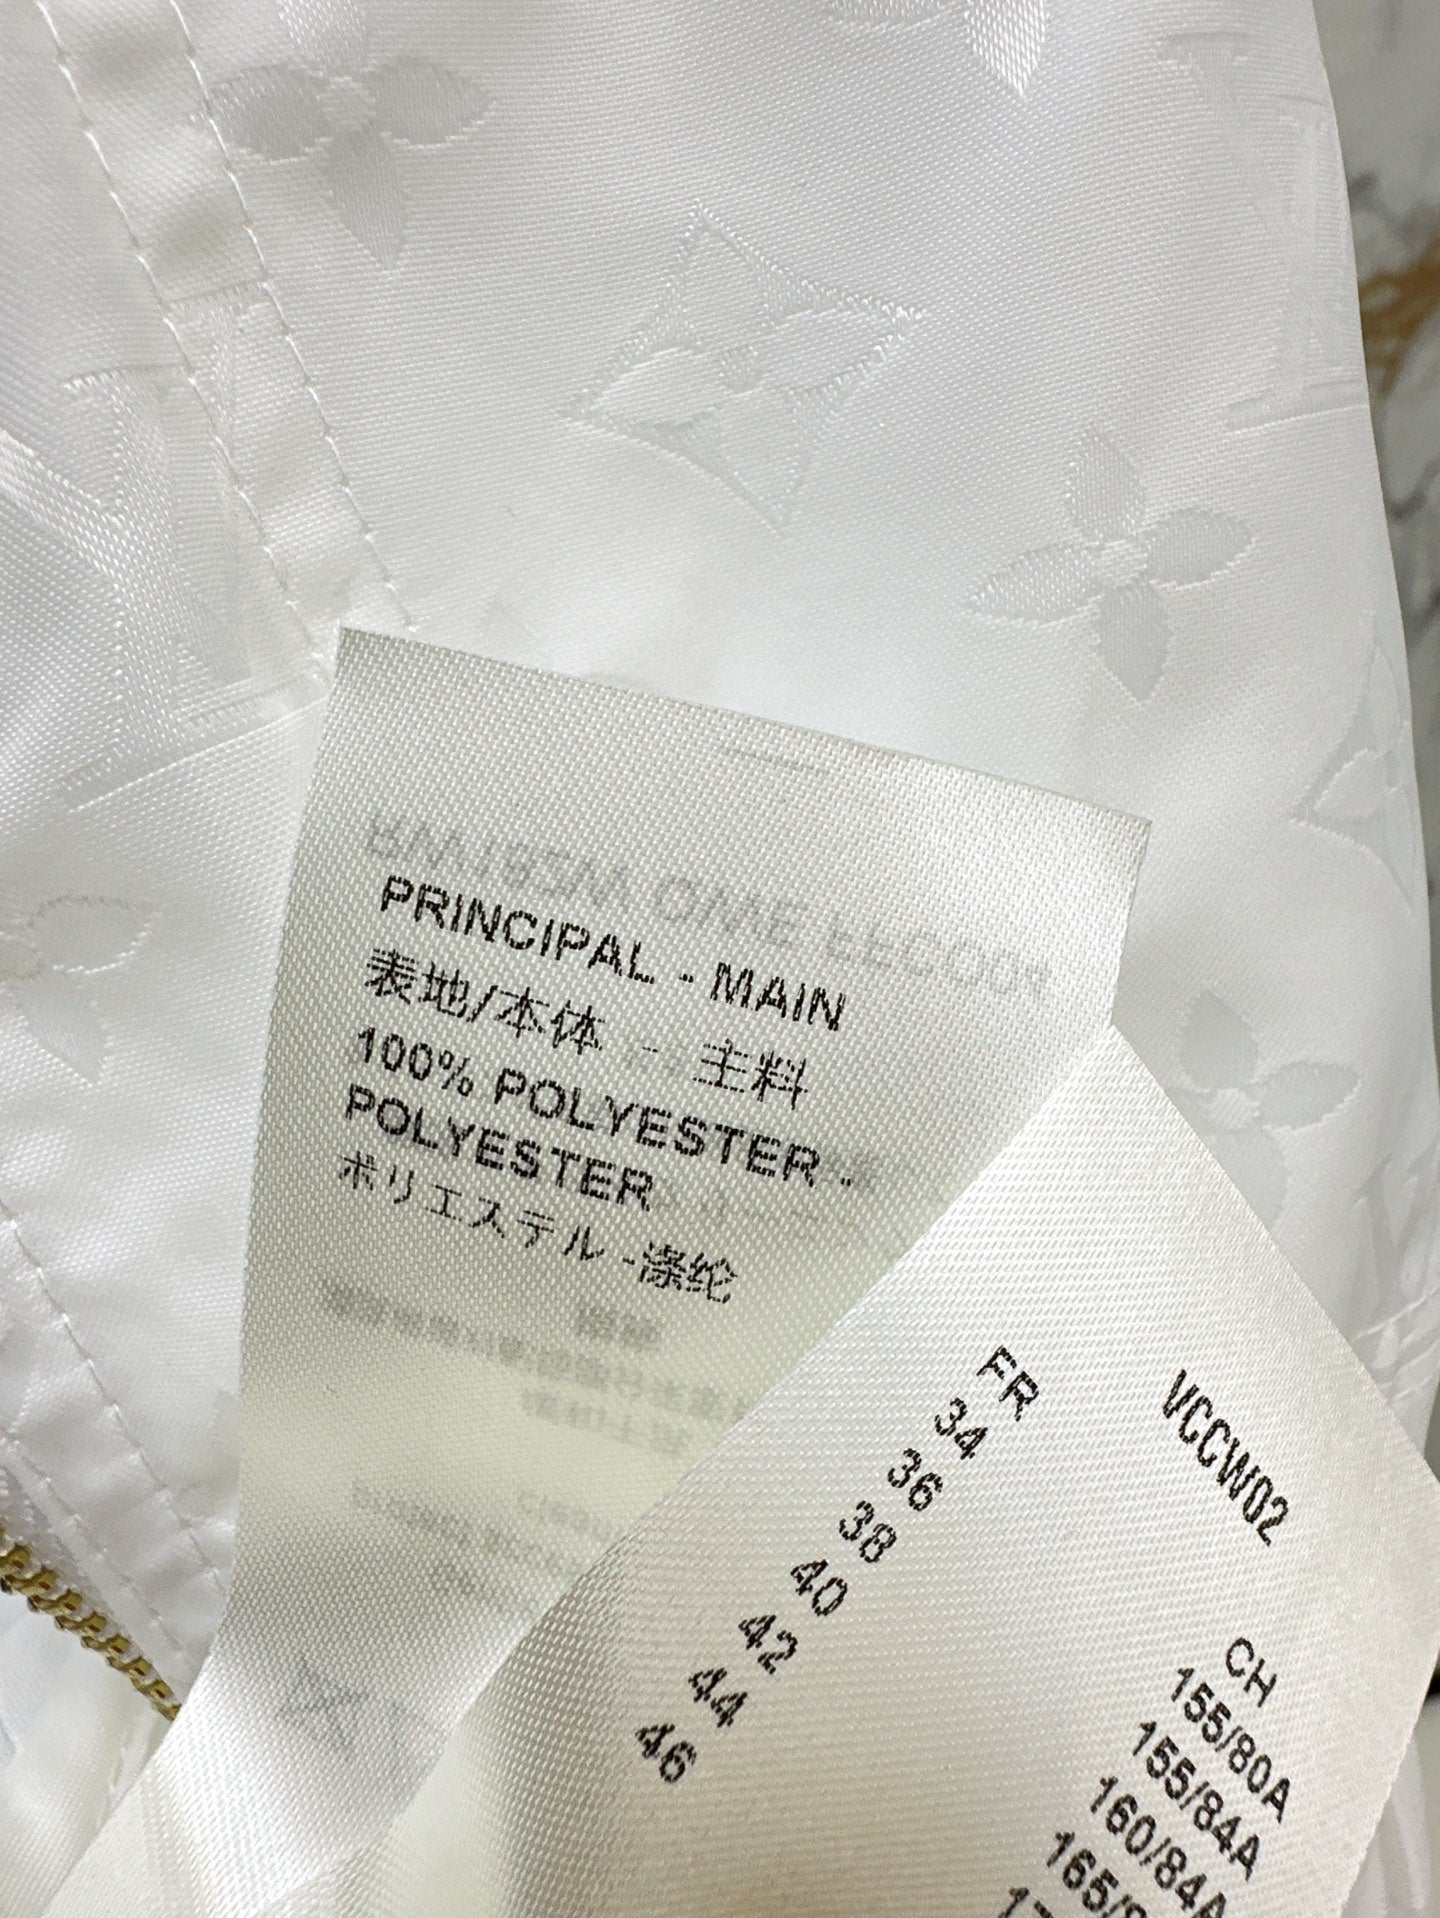 PRINCIPAL - MAIN
表地/本体 - 主料
100% POLYESTER -
POLYESTER
ポリエステル -涤纶
VCCW02
FR
34
36
38
40
42
44
46
CH
155/80A
155/84A
160/84A